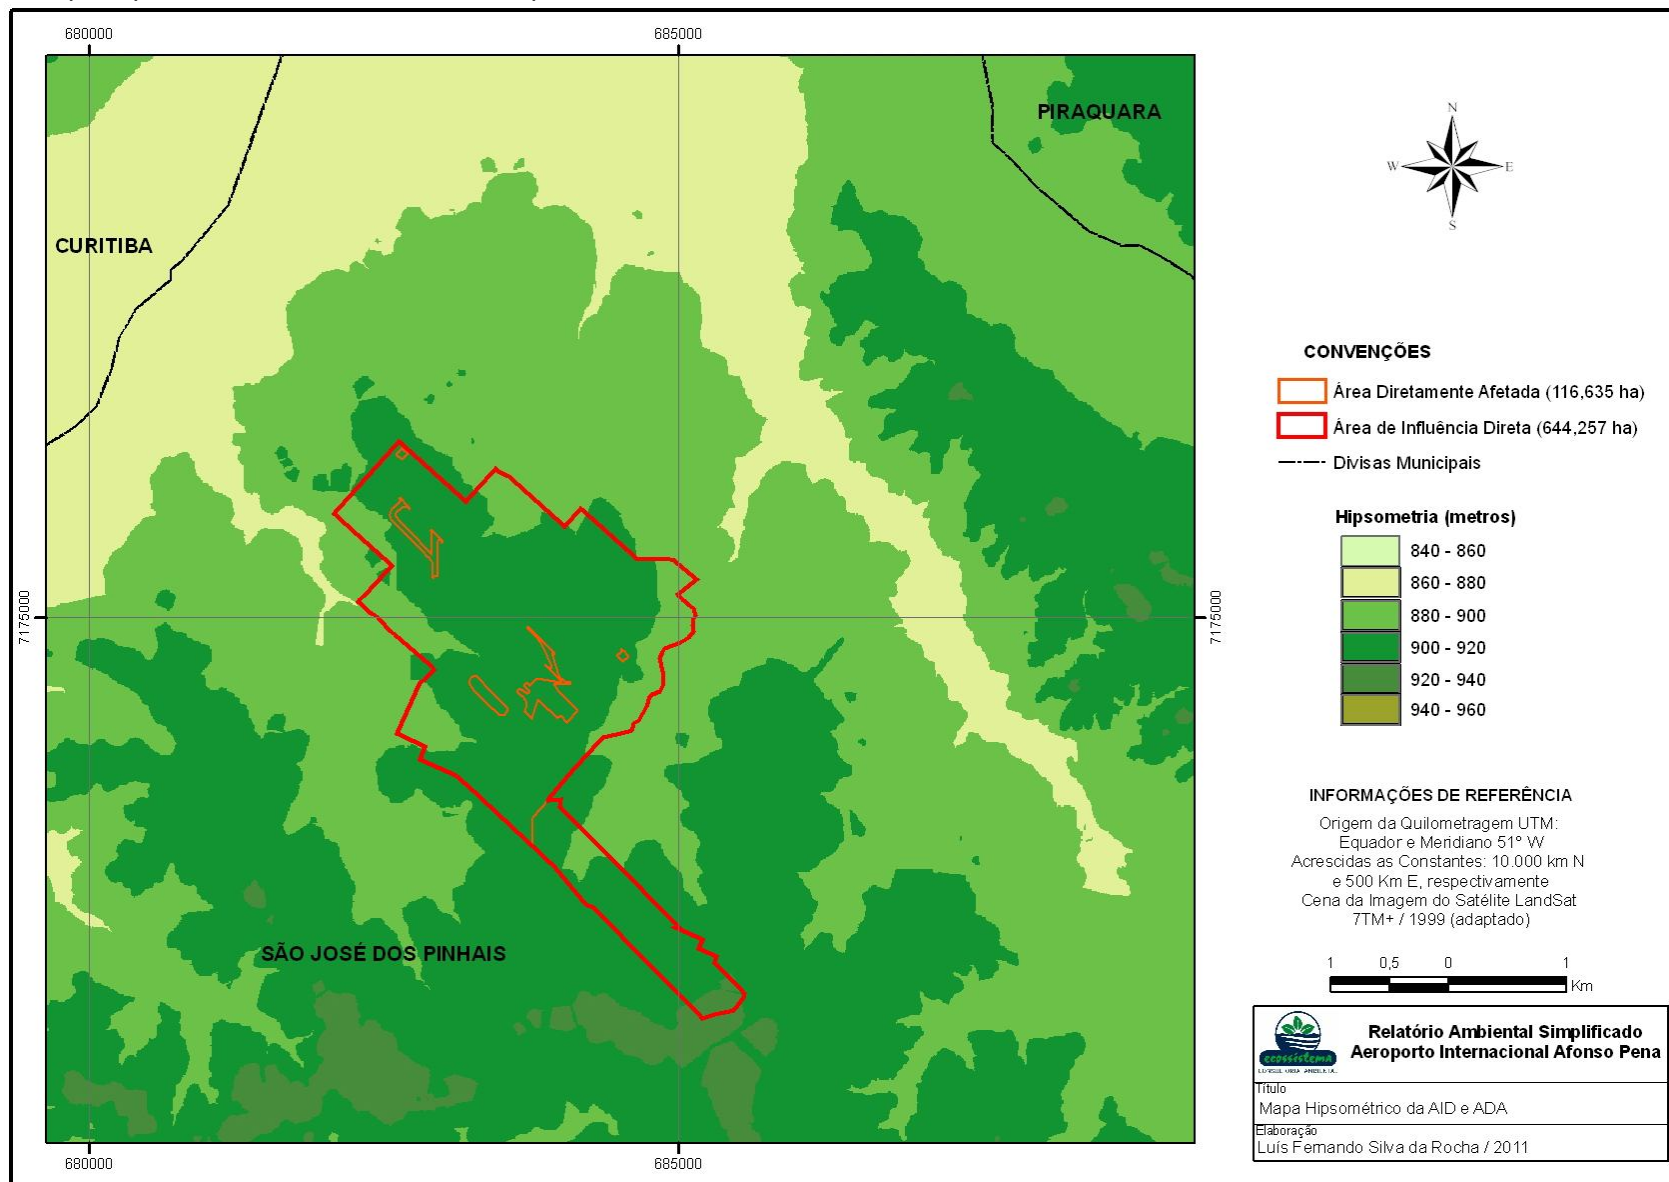 680000
685000
PIRAQUARA
CURITIBA
SÃO JOSÉ DOS PINHAIS
7175000
7175000
680000
685000
N
W
E
S
CONVENÇÕES
Área Diretamente Afetada (116,635 ha)
Área de Influência Direta (644,257 ha)
Divisas Municipais
Hipsometria (metros)
840 - 860
860 - 880
880 - 900
900 - 920
920 - 940
940 - 960
INFORMAÇÕES DE REFERÊNCIA
Origem da Quilometragem UTM:
Equador e Meridiano 51° W
Acrescidas as Constantes: 10.000 km N
e 500 Km E, respectivamente
Cena da Imagem do Satélite LandSat
7TM+ / 1999 (adaptado)
1 0,5 0 1
Km
ecossistema
Relatório Ambiental Simplificado
Aeroporto Internacional Afonso Pena
Título
Mapa Hipsométrico da AID e ADA
Elaboração
Luís Fernando Silva da Rocha / 2011